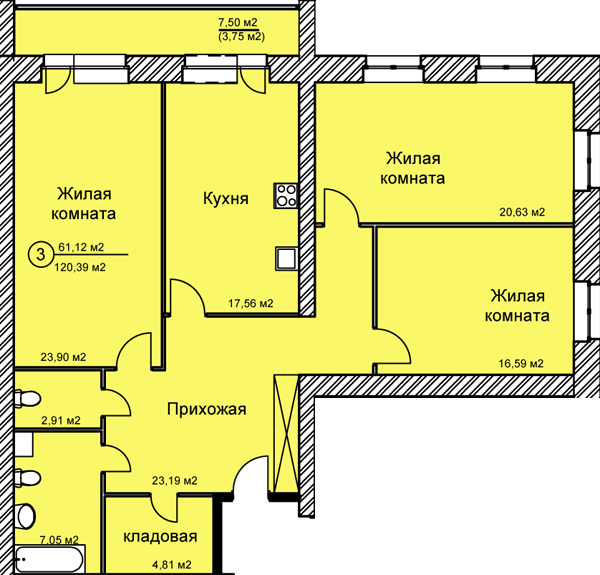 7,50 м2
(3,75 м2)
Жилая
комната
20,63 м2
Жилая
комната
Кухня
3
61,12 м2
120,39 м2
17,56 м2
Жилая
комната
16,59 м2
23,90 м2
Прихожая
2,91 м2
23,19 м2
7.05 м2
кладовая
4,81 м2